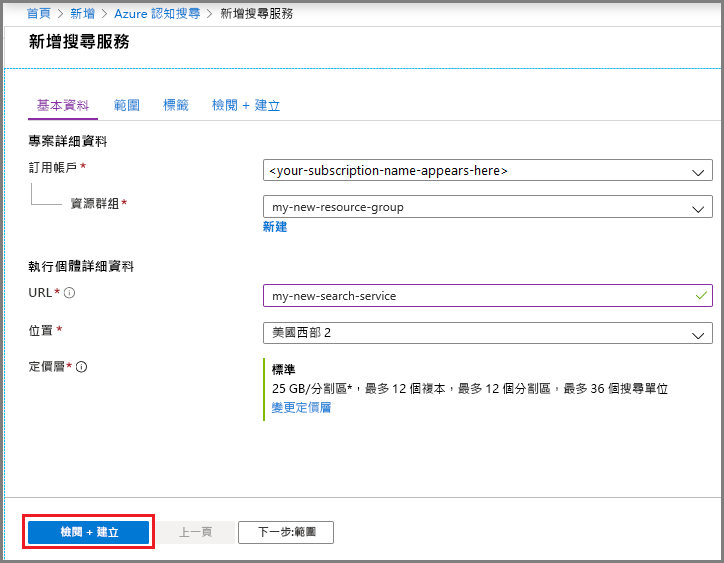 首頁 > 新增 > Azure 認知搜尋 > 新增搜尋服務
新增搜尋服務
基本資料 範圍 標籤 檢閱 + 建立
專案詳細資料
訂用帳戶* <your-subscription-name-appears-here>
資源群組* my-new-resource-group
新建
執行個體詳細資料
URL* my-new-search-service
位置 * 美國西部 2
定價層* 標準
25 GB/分割區*，最多 12 個複本，最多 12 個分割區，最多 36 個搜尋單位
變更定價層
檢閱 + 建立 上一頁 下一步:範圍